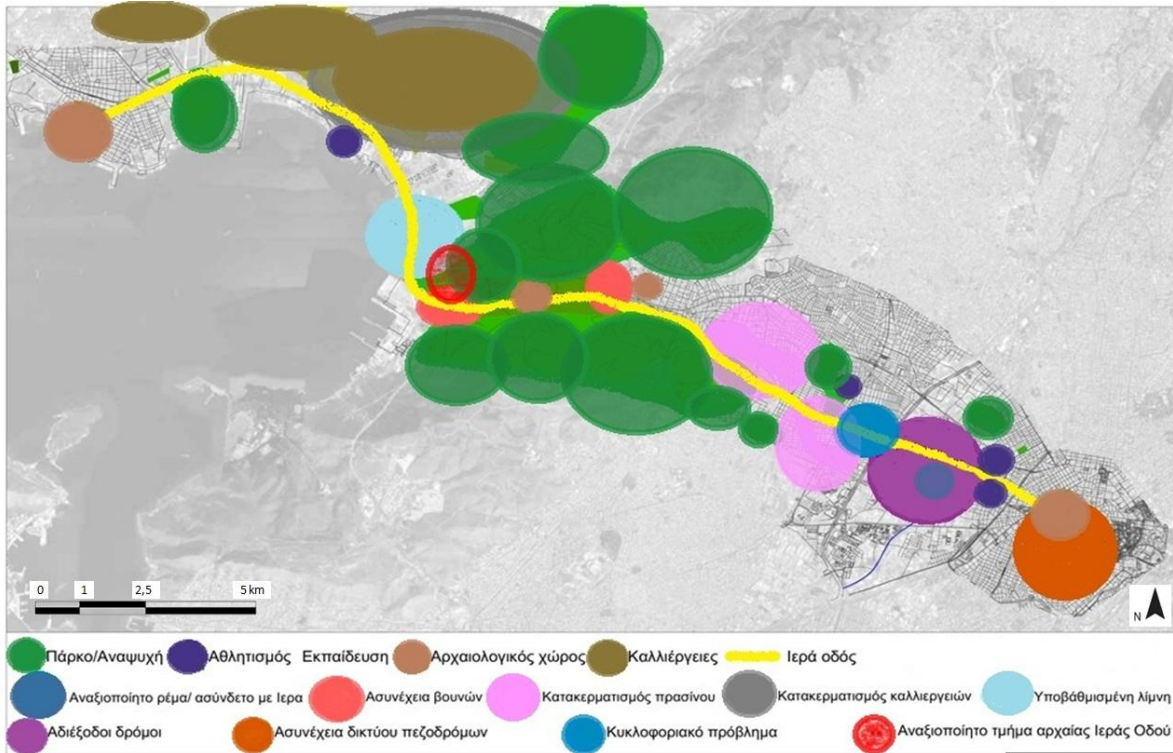 0 1 2,5 5 km
N
Πάρκο/Αναψυχή Αθλητισμός Εκπαίδευση Αρχαιολογικός χώρος Καλλιέργειες Ιερά οδός
Αναξιοποίητο ρέμα/ ασύνδετο με Ιερα Ασυνέχεια βουνών Κατακερματισμός πρασίνου Κατακερματισμός καλλιεργειών Υποβάθμισμένη λίμνη
Αδιέξοδοι δρόμοι Ασυνέχεια δικτύου πεζοδρόμων Κυκλοφοριακό πρόβλημα Αναξιοποίητο τμήμα αρχαίας Ιεράς Οδού